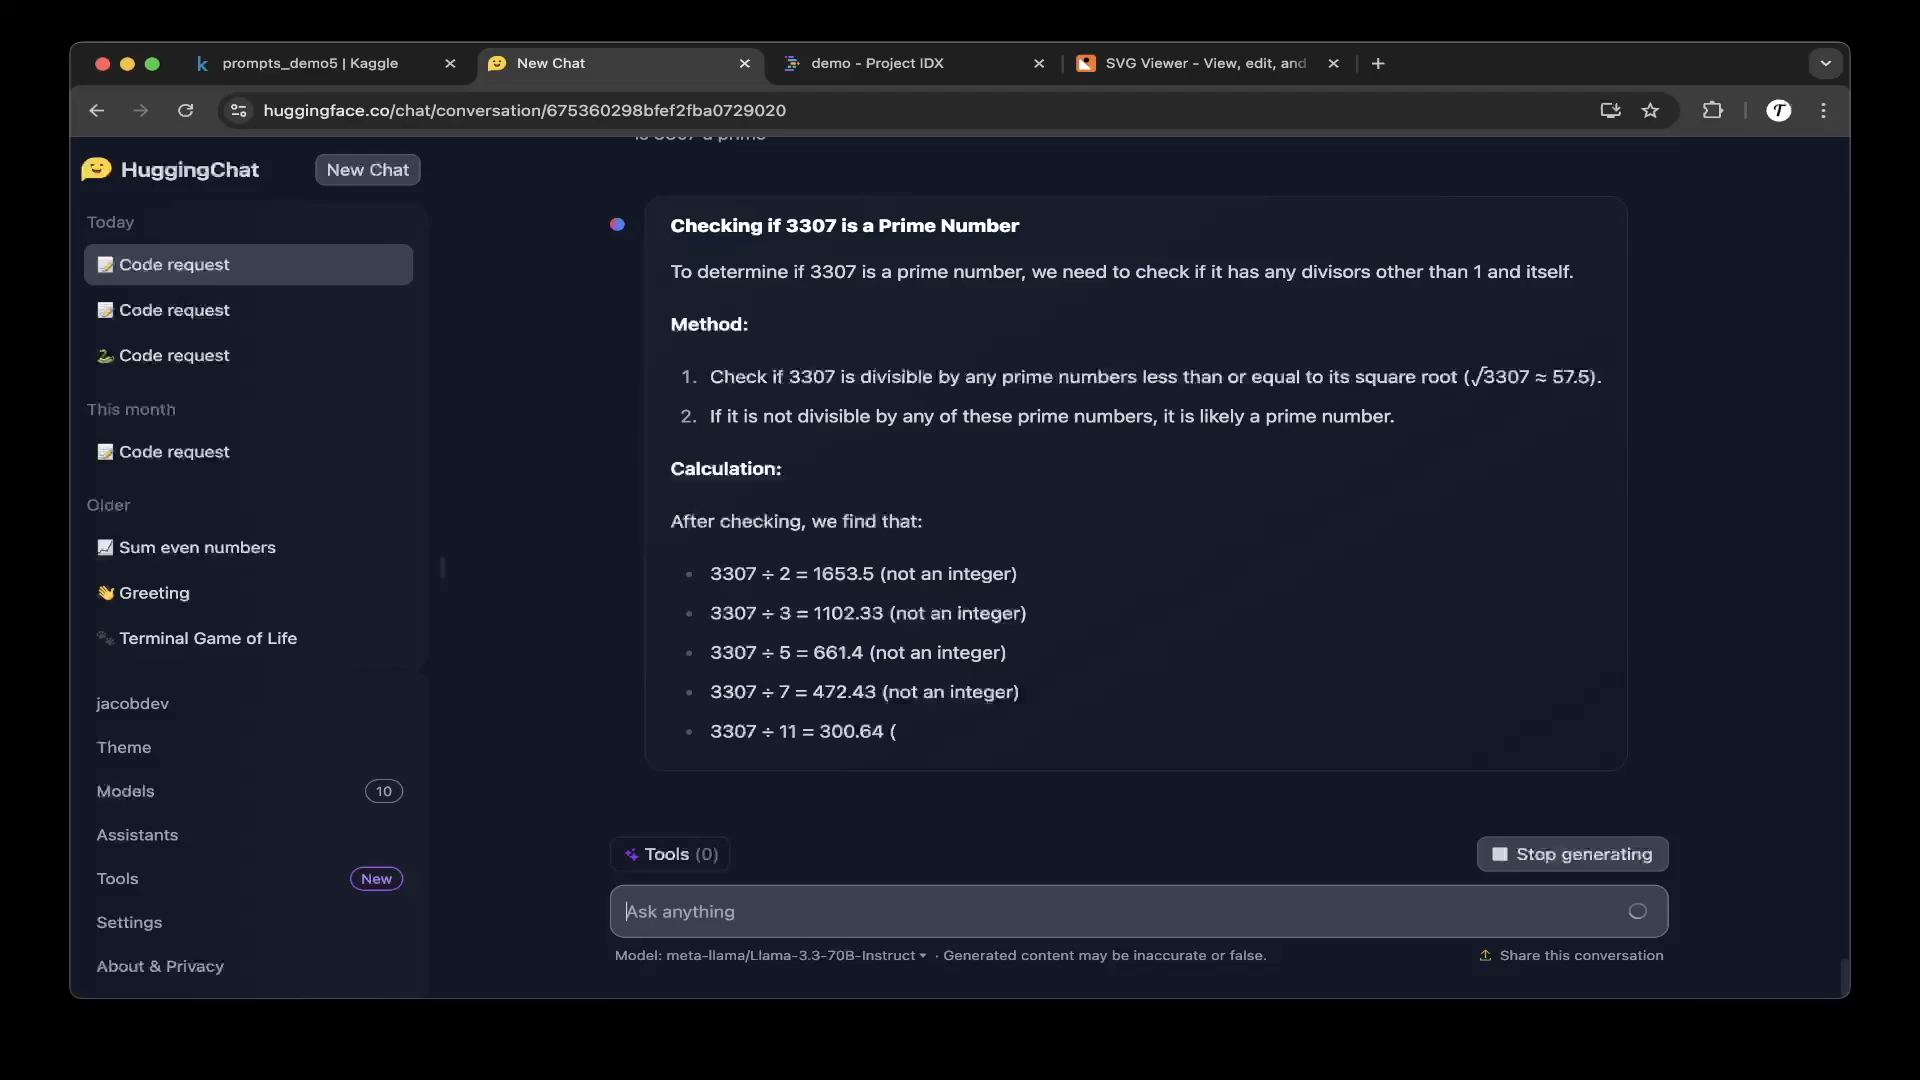 prompts_demo5 | Kaggle
New Chat
demo - Project IDX
SVG Viewer - View, edit, and
huggingface.co/chat/conversation/675360298bfef2fba0729020
T
HuggingChat
New Chat
Today
Code request
Code request
Code request
This month
Code request
Older
Sum even numbers
Greeting
Terminal Game of Life
jacobdev
Theme
Models 10
Assistants
Tools New
Settings
About & Privacy
is 3307 a prime
Checking if 3307 is a Prime Number
To determine if 3307 is a prime number, we need to check if it has any divisors other than 1 and itself.
Method:
1. Check if 3307 is divisible by any prime numbers less than or equal to its square root (√3307 ≈ 57.5).
2. If it is not divisible by any of these prime numbers, it is likely a prime number.
Calculation:
After checking, we find that:
• 3307 ÷ 2 = 1653.5 (not an integer)
• 3307 ÷ 3 = 1102.33 (not an integer)
• 3307 ÷ 5 = 661.4 (not an integer)
• 3307 ÷ 7 = 472.43 (not an integer)
• 3307 ÷ 11 = 300.64 (
Tools (0)
Stop generating
Ask anything
Model: meta-llama/Llama-3.3-70B-Instruct · Generated content may be inaccurate or false.
Share this conversation